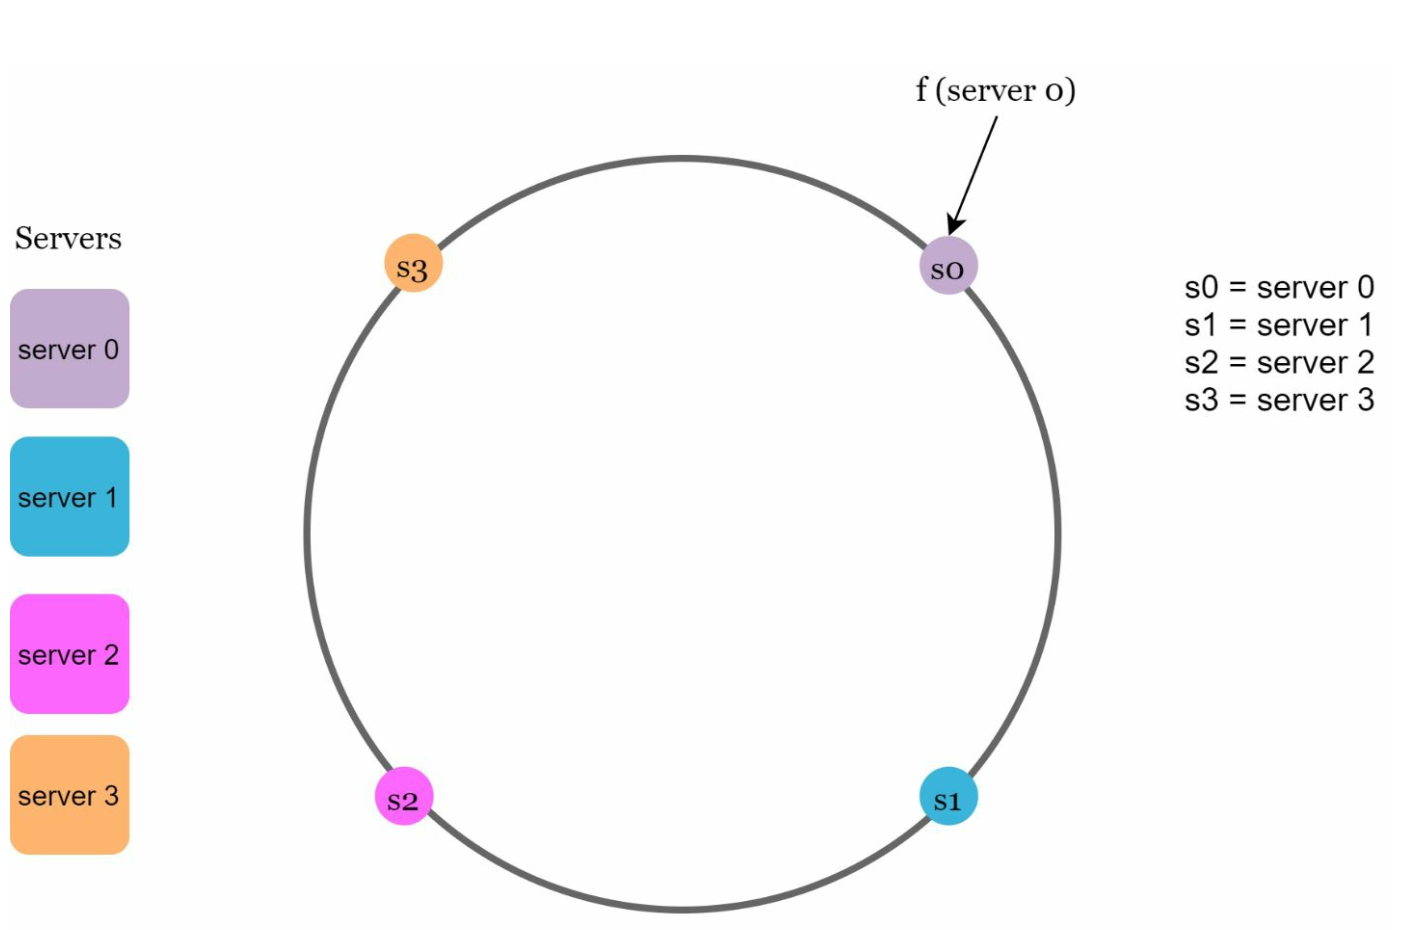 f (server 0)
Servers
s3
s0
server 0
s0 = server 0
s1 = server 1
s2 = server 2
s3 = server 3
server 1
server 2
server 3
s2
s1